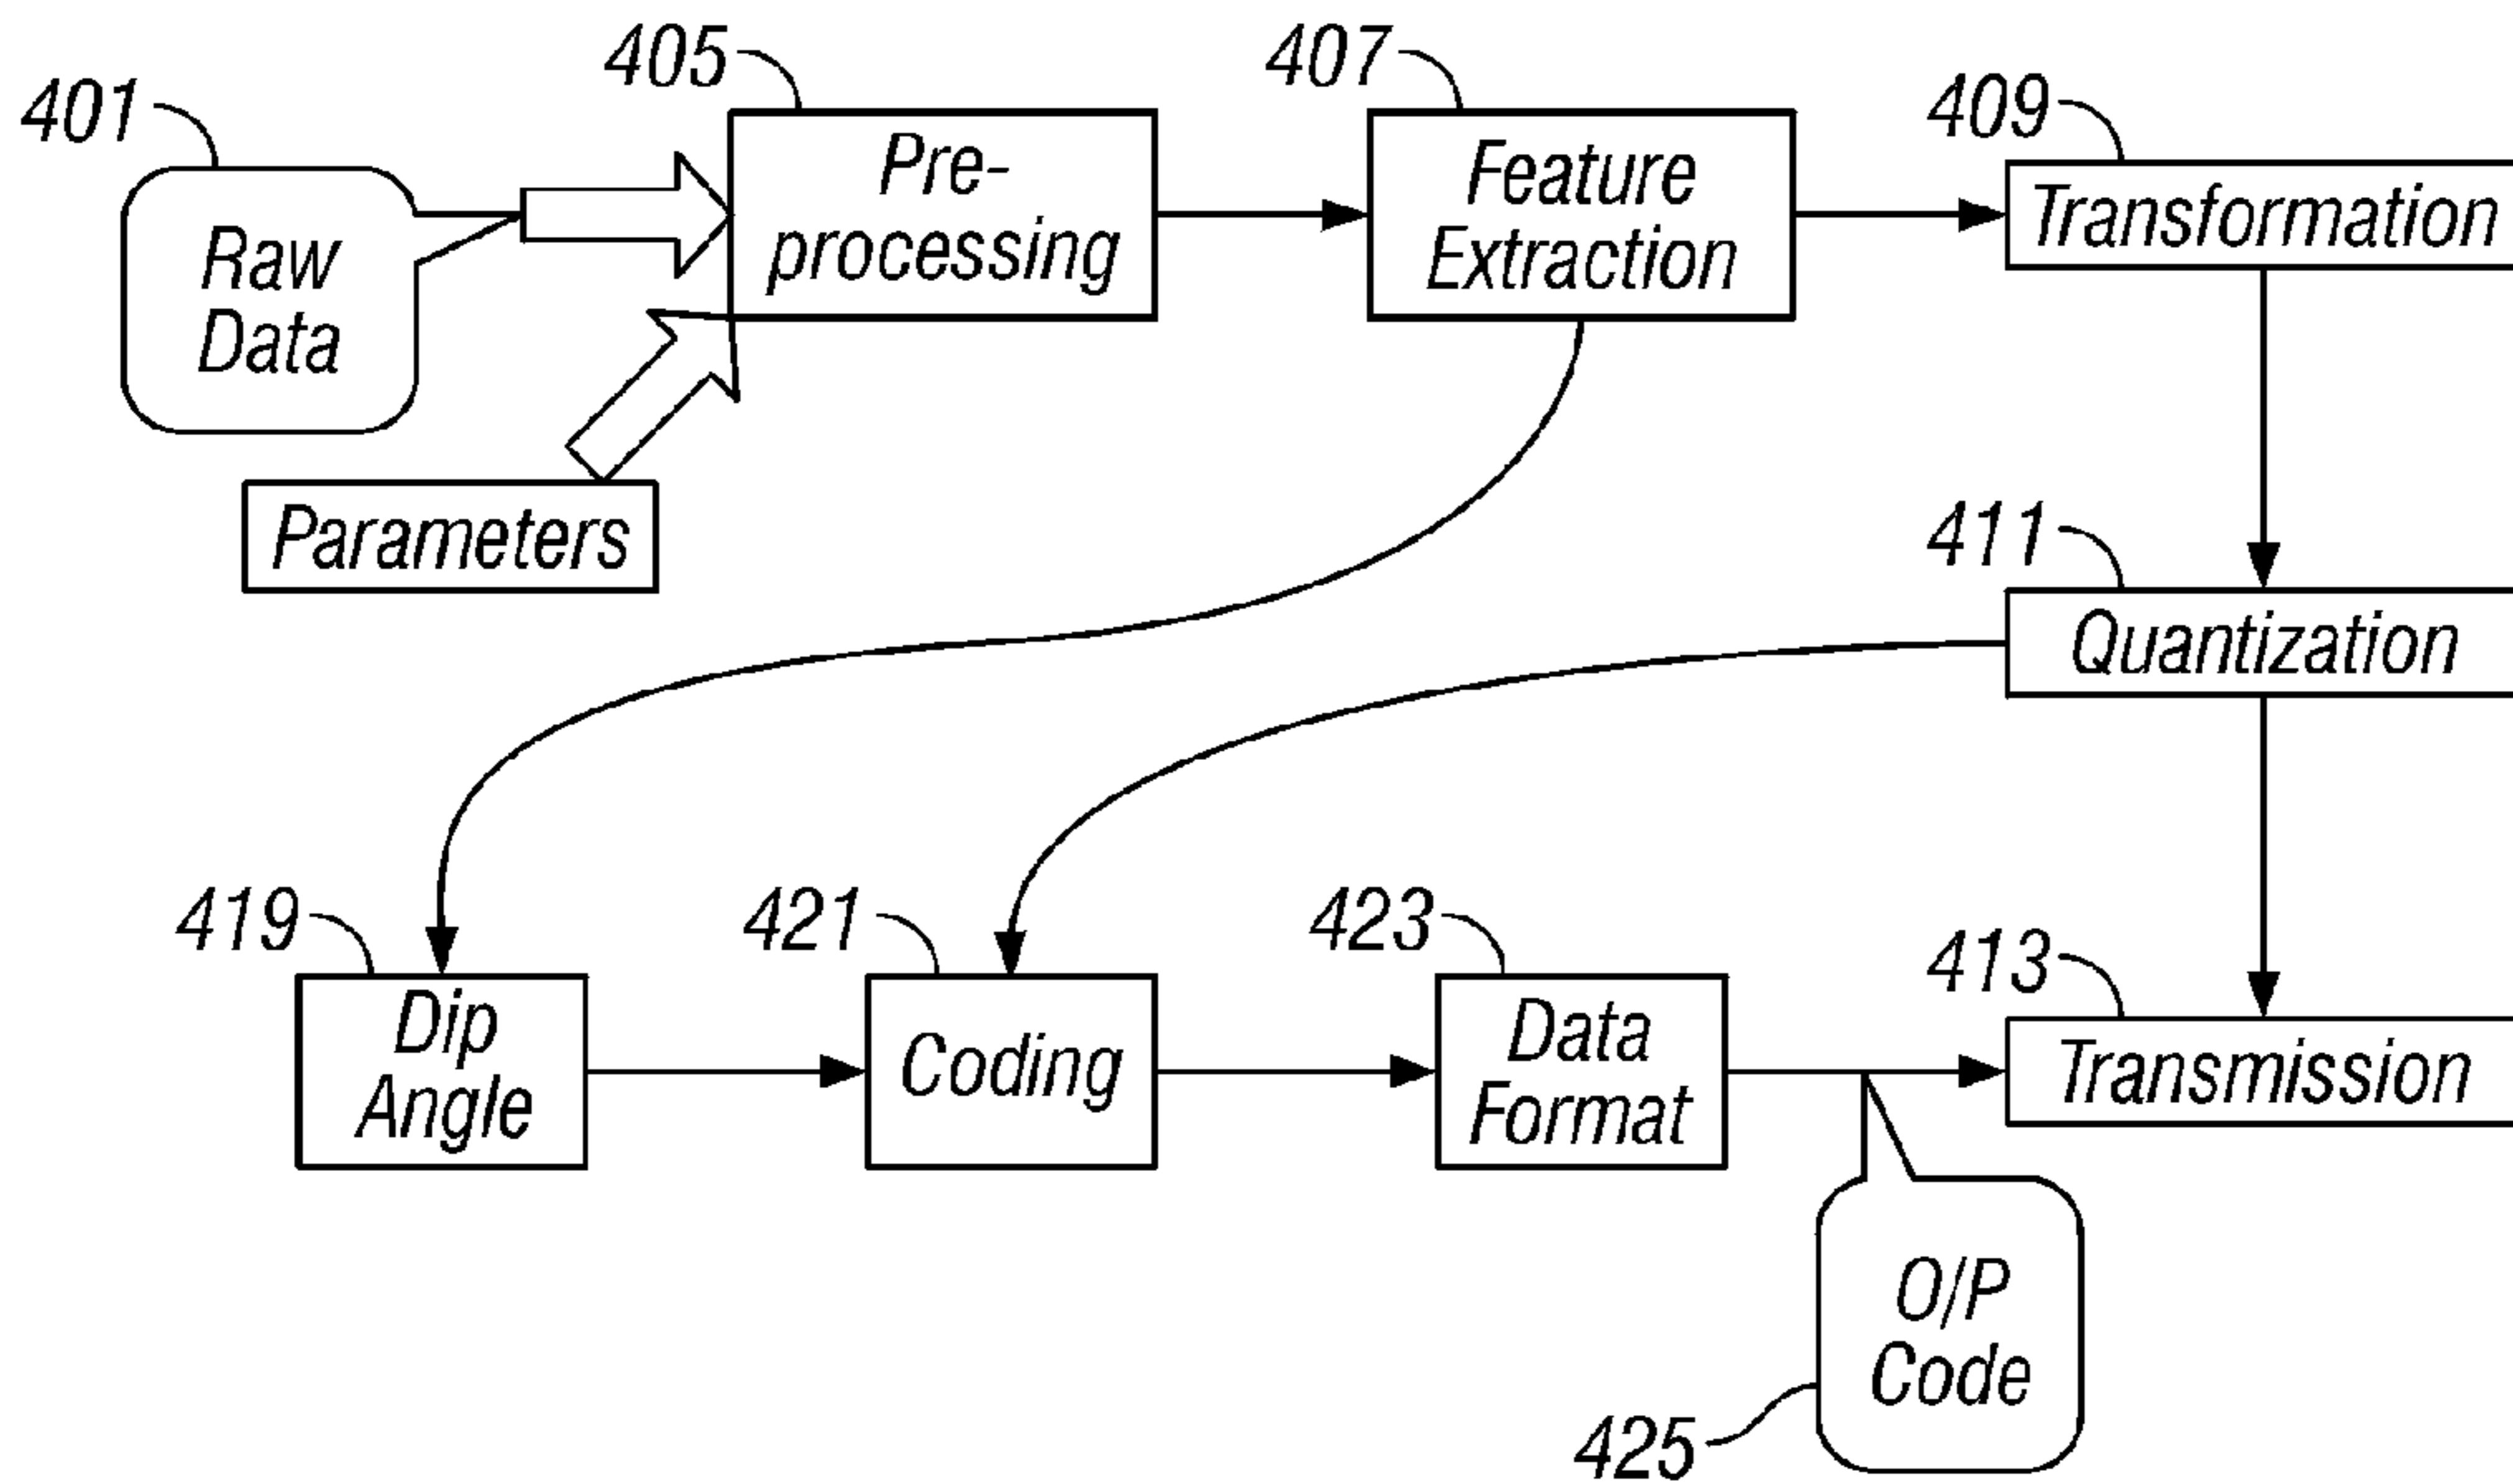 405
407
401
409
Pre-
processing
Feature
Extraction
Transformation
Raw
Data
Parameters
411
Quantization
419
421
423
413
Dip
Angle
Coding
Data
Format
Transmission
O/P
Code
425